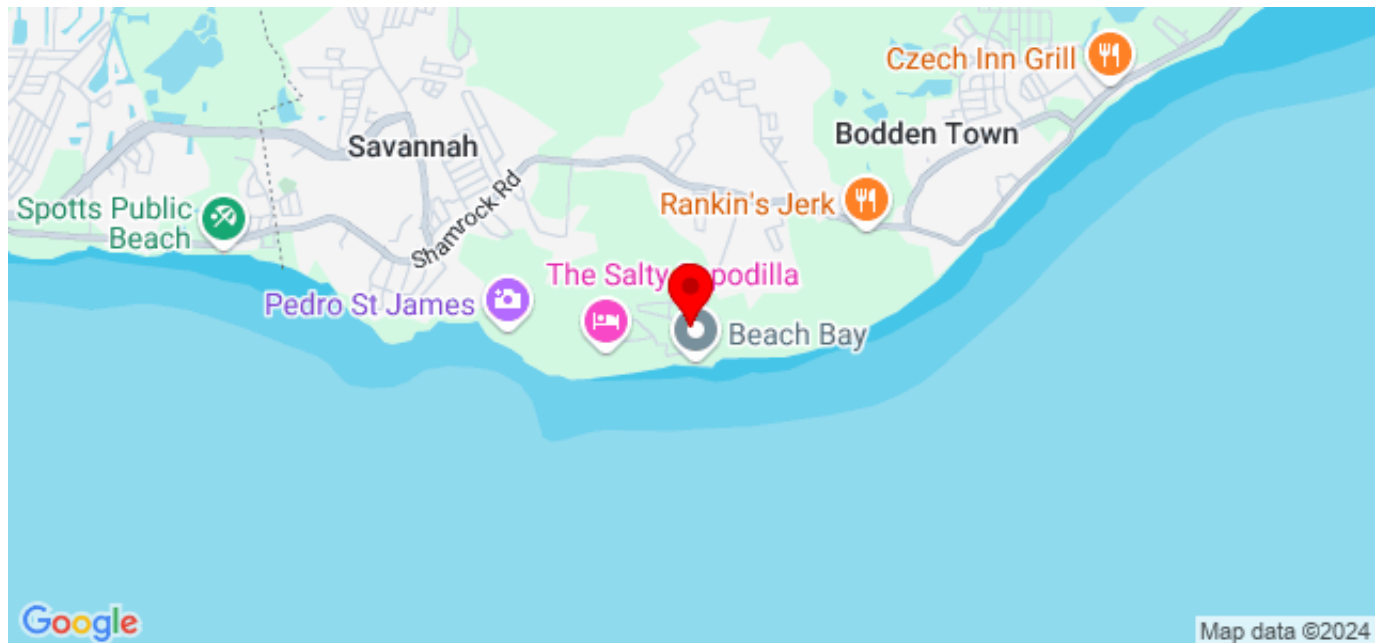 Czech Inn Grill
Savannah
Bodden Town
Spotts Public
Beach
Shamrock Rd
Rankin's Jerk
The Salty
Pedro St James
Beach Bay
Google
Map data ©2024